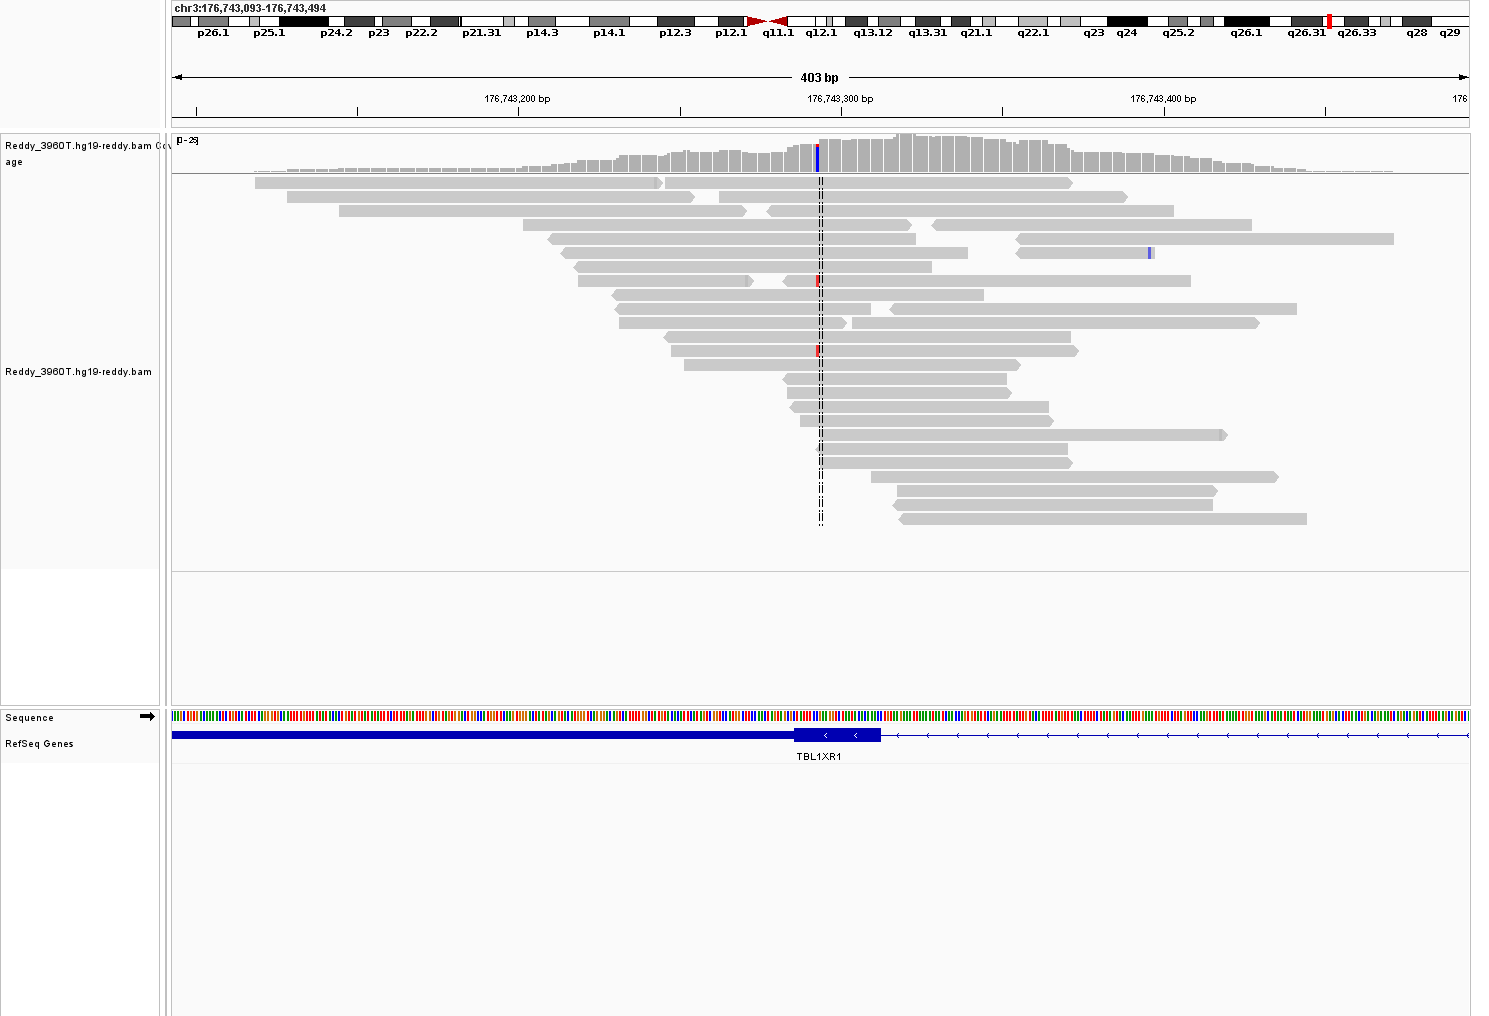 chr3:176,743,093-176,743,494
p26.1 p25.1 p24.2 p23 p22.2 p21.31 p14.3 p14.1 p12.3 p12.1 q11.1 q12.1 q13.12 q13.31 q21.1 q22.1 q23 q24 q25.2 q26.1 q26.31 q26.33 q28 q29
403 bp
176,743,200 bp 176,743,300 bp 176,743,400 bp 176
[0-25]
Reddy_3960T.hg19-reddy.bam Cov
age
Reddy_3960T.hg19-reddy.bam
Sequence
RefSeq Genes
TBL1XR1